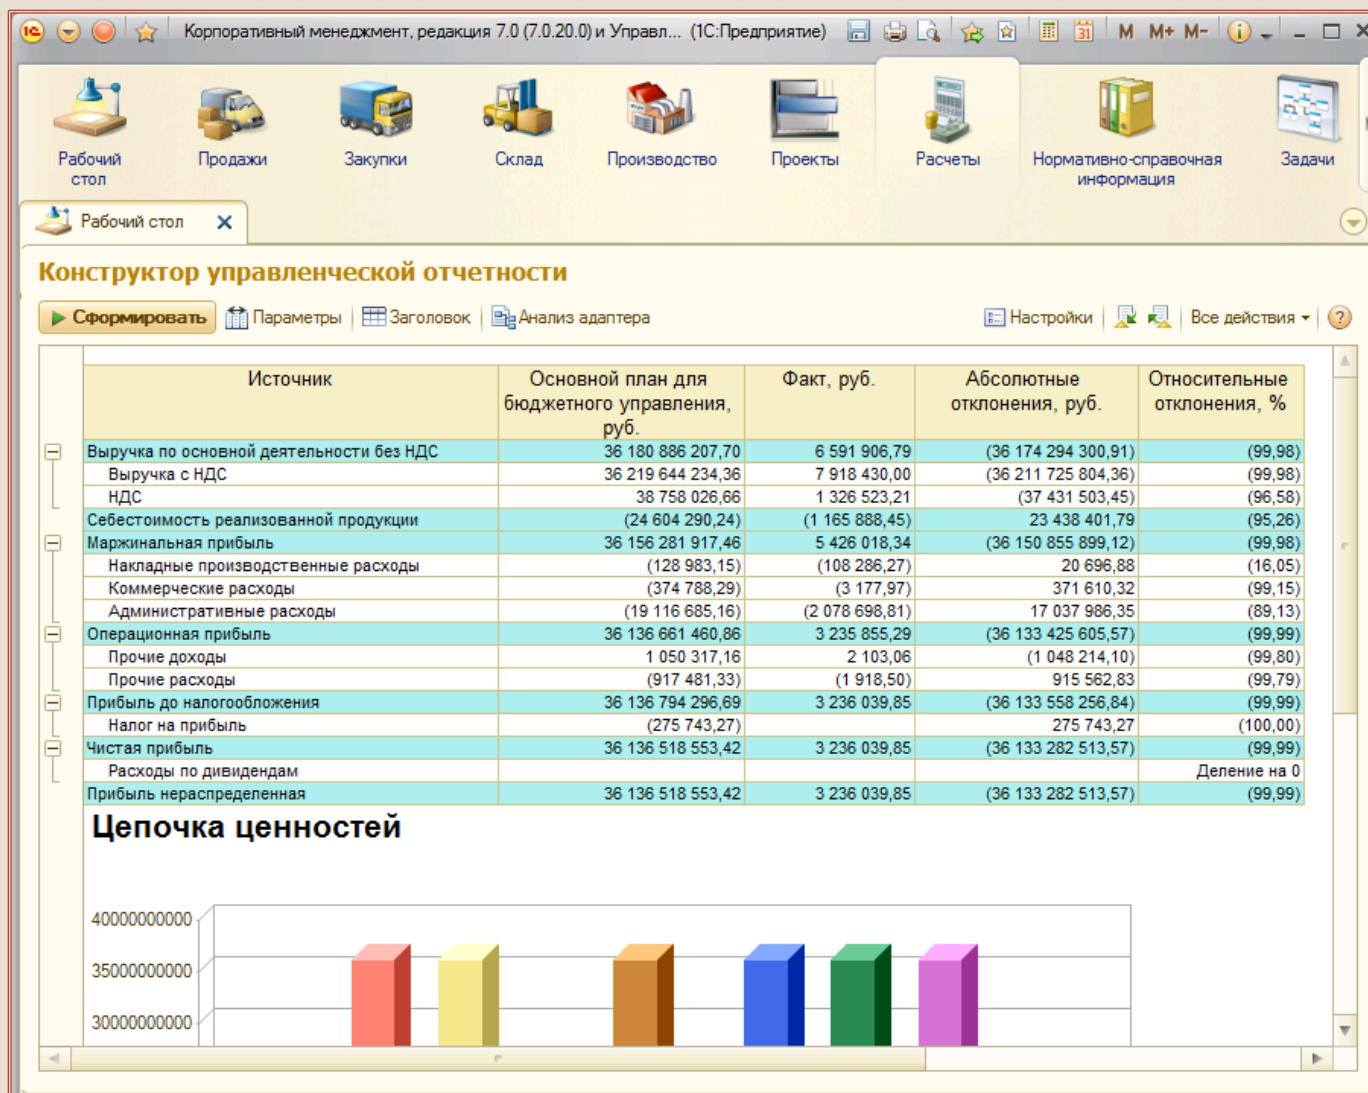 1С Корпоративный менеджмент, редакция 7.0 (7.0.20.0) и Управл... (1С:Предприятие) 31 M M+ M-
Рабочий стол
Продажи
Закупки
Склад
Производство
Проекты
Расчеты
Нормативно-справочная информация
Задачи
Рабочий стол
Конструктор управленческой отчетности
Сформировать Параметры Заголовок Анализ адаптера Настройки Все действия
Источник Основной план для бюджетного управления, руб. Факт, руб. Абсолютные отклонения, руб. Относительные отклонения, %
Выручка по основной деятельности без НДС 36 180 886 207,70 6 591 906,79 (36 174 294 300,91) (99,98)
Выручка с НДС 36 219 644 234,36 7 918 430,00 (36 211 725 804,36) (99,98)
НДС 38 758 026,66 1 326 523,21 (37 431 503,45) (96,58)
Себестоимость реализованной продукции (24 604 290,24) (1 165 888,45) 23 438 401,79 (95,26)
Маржинальная прибыль 36 156 281 917,46 5 426 018,34 (36 150 855 899,12) (99,98)
Накладные производственные расходы (128 983,15) (108 286,27) 20 696,88 (16,05)
Коммерческие расходы (374 788,29) (3 177,97) 371 610,32 (99,15)
Административные расходы (19 116 685,16) (2 078 698,81) 17 037 986,35 (89,13)
Операционная прибыль 36 136 661 460,86 3 235 855,29 (36 133 425 605,57) (99,99)
Прочие доходы 1 050 317,16 2 103,06 (1 048 214,10) (99,80)
Прочие расходы (917 481,33) (1 918,50) 915 562,83 (99,79)
Прибыль до налогообложения 36 136 794 296,69 3 236 039,85 (36 133 558 256,84) (99,99)
Налог на прибыль (275 743,27) 275 743,27 (100,00)
Чистая прибыль 36 136 518 553,42 3 236 039,85 (36 133 282 513,57) (99,99)
Расходы по дивидендам Деление на 0
Прибыль нераспределенная 36 136 518 553,42 3 236 039,85 (36 133 282 513,57) (99,99)
Цепочка ценностей
40000000000
35000000000
30000000000